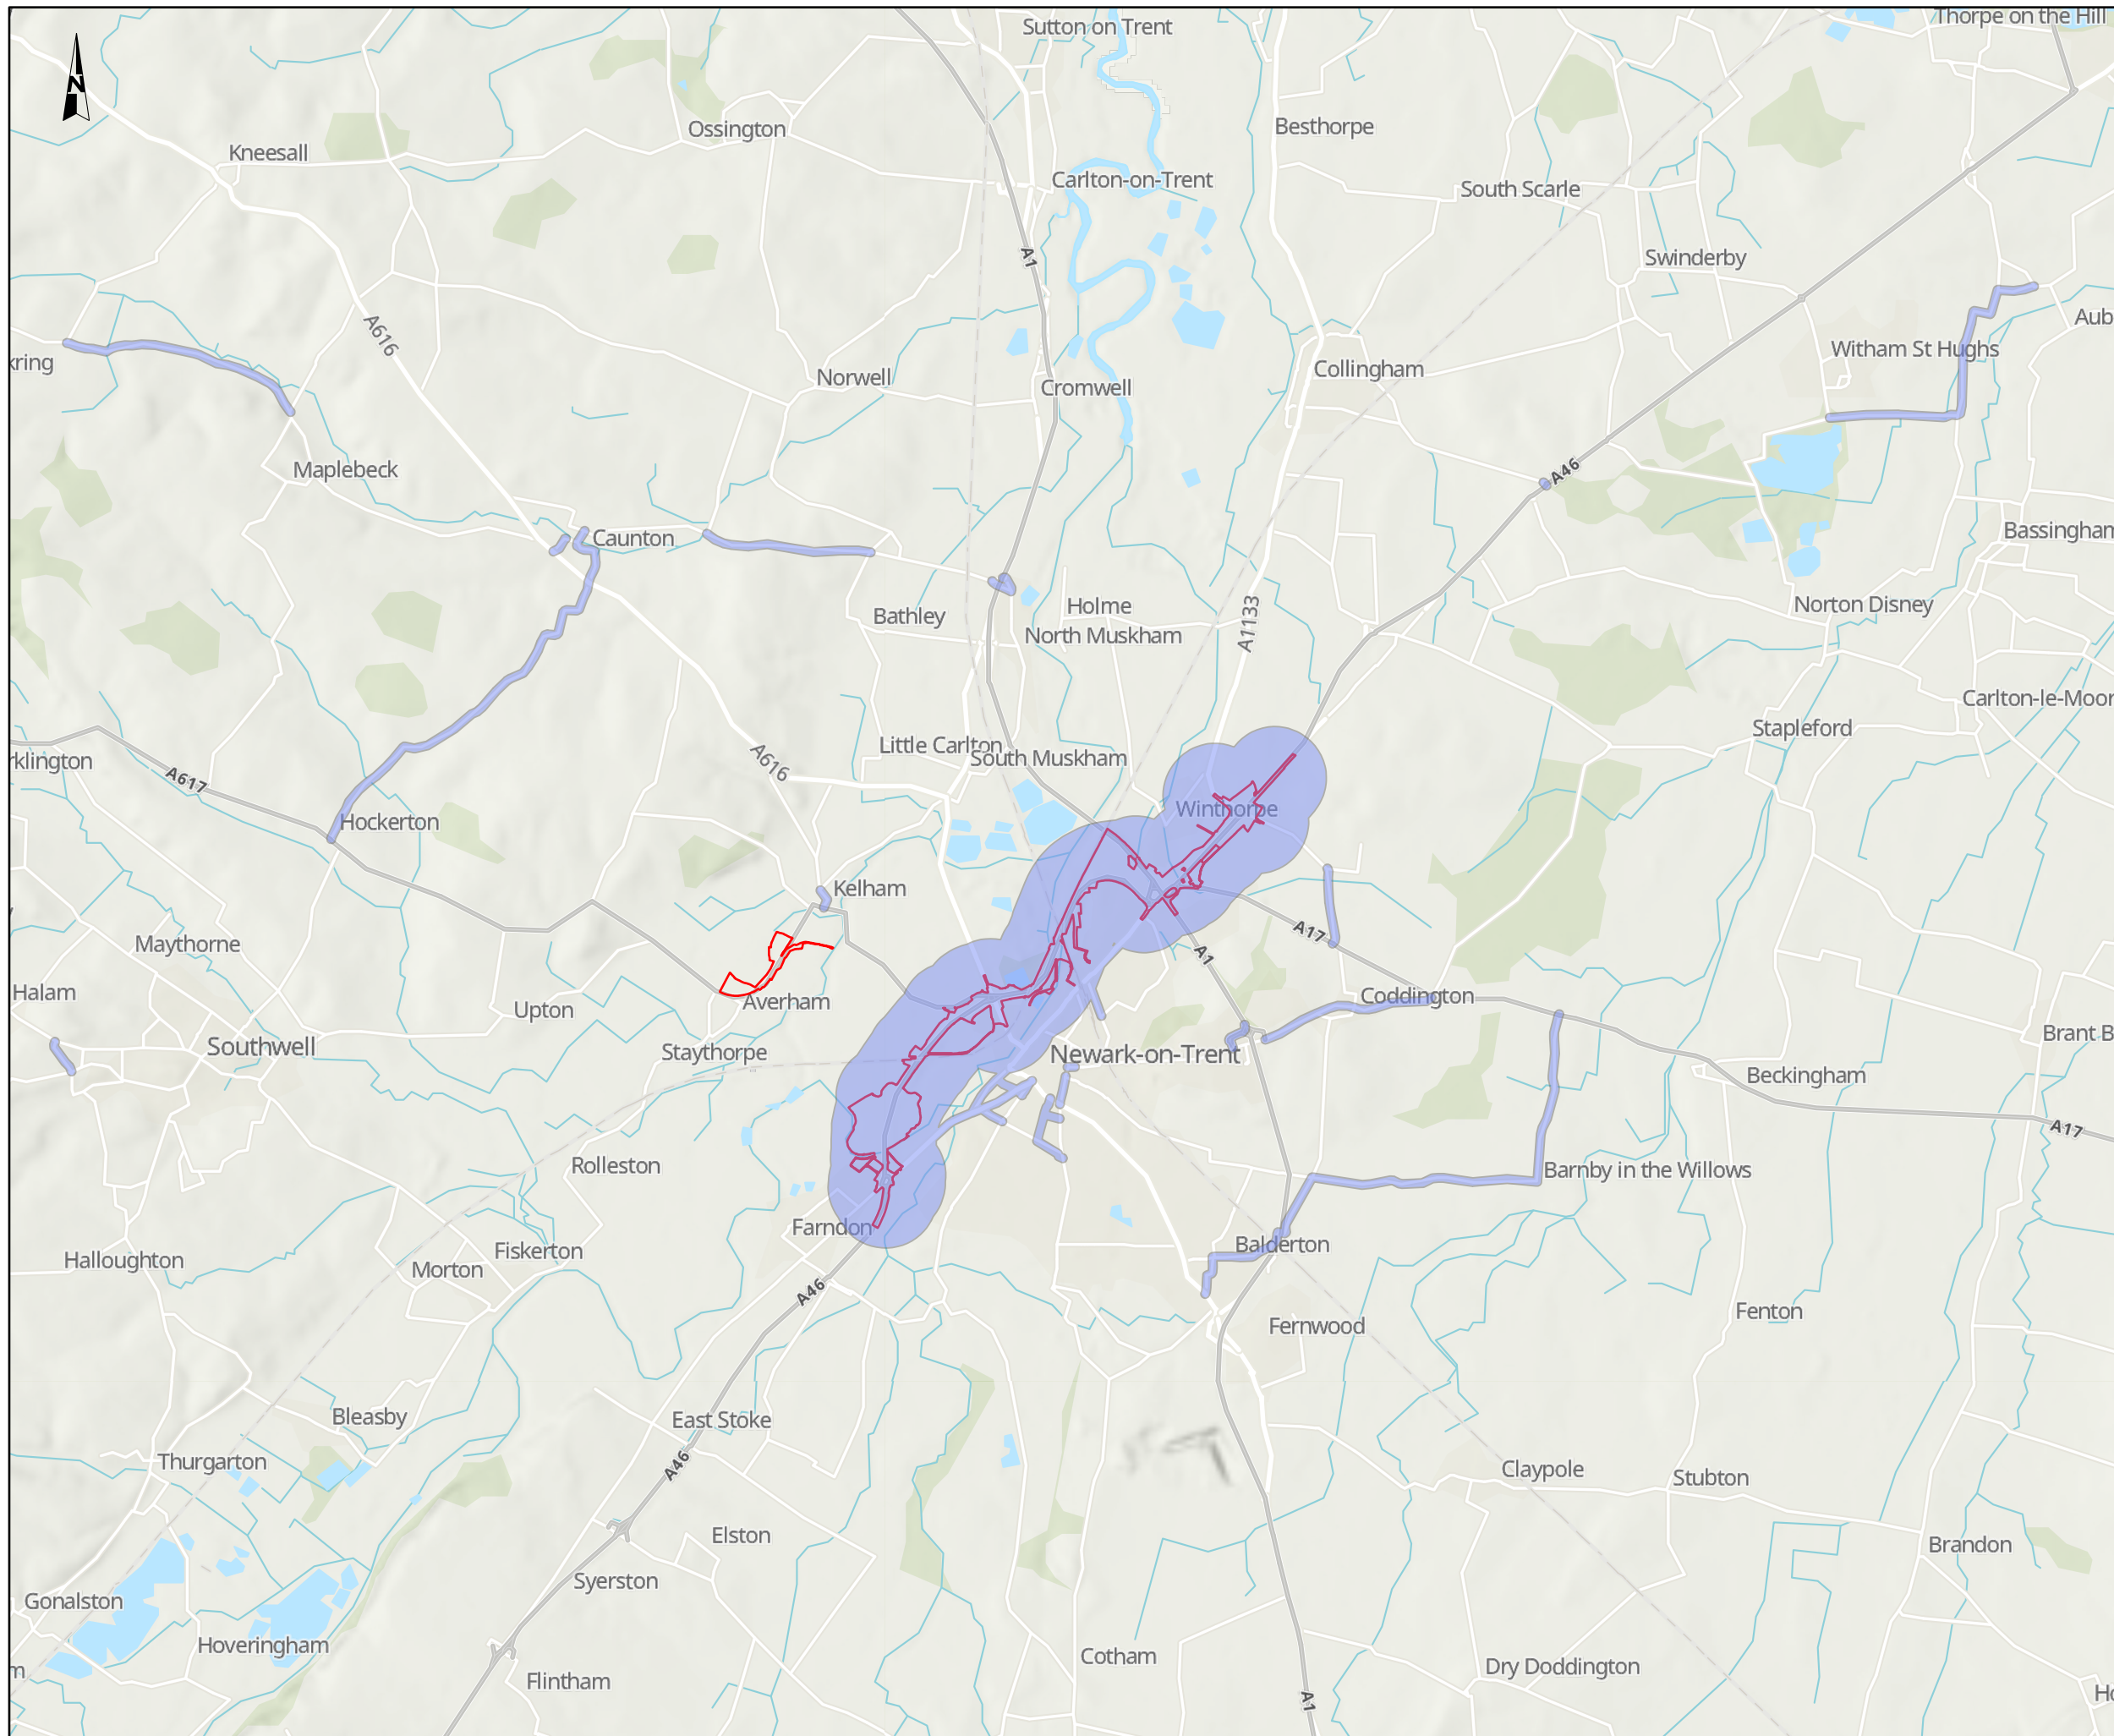 Sutton on Trent
Thorpe on the Hill
N
Ossington
Besthorpe
Kneesall
Carlton-on-Trent
South Scarle
A1
Swinderby
A616
Aub
Witham St Hughs
kring
Norwell
Collingham
Cromwell
Maplebeck
A46
Caunton
Bassingham
Holme
Norton Disney
Bathley
North Muskham
A1133
Carlton-le-Moor
Stapleford
Little Carlton
South Muskham
rklington
A617
A616
Winthorpe
Hockerton
Kelham
A17
Maythorne
A1
Halam
Averham
Coddington
Upton
Brant B
Southwell
Staythorpe
Newark-on-Trent
Beckingham
A17
Rolleston
Barnby in the Willows
Farndon
Balderton
Halloughton
Fiskerton
Morton
A46
Fenton
Fernwood
Bleasby
East Stoke
Thurgarton
A46
Claypole
Stubton
Elston
Brandon
Syerston
Gonalston
Hoveringham
Cotham
m
Flintham
Dry Doddington
A1
Ho